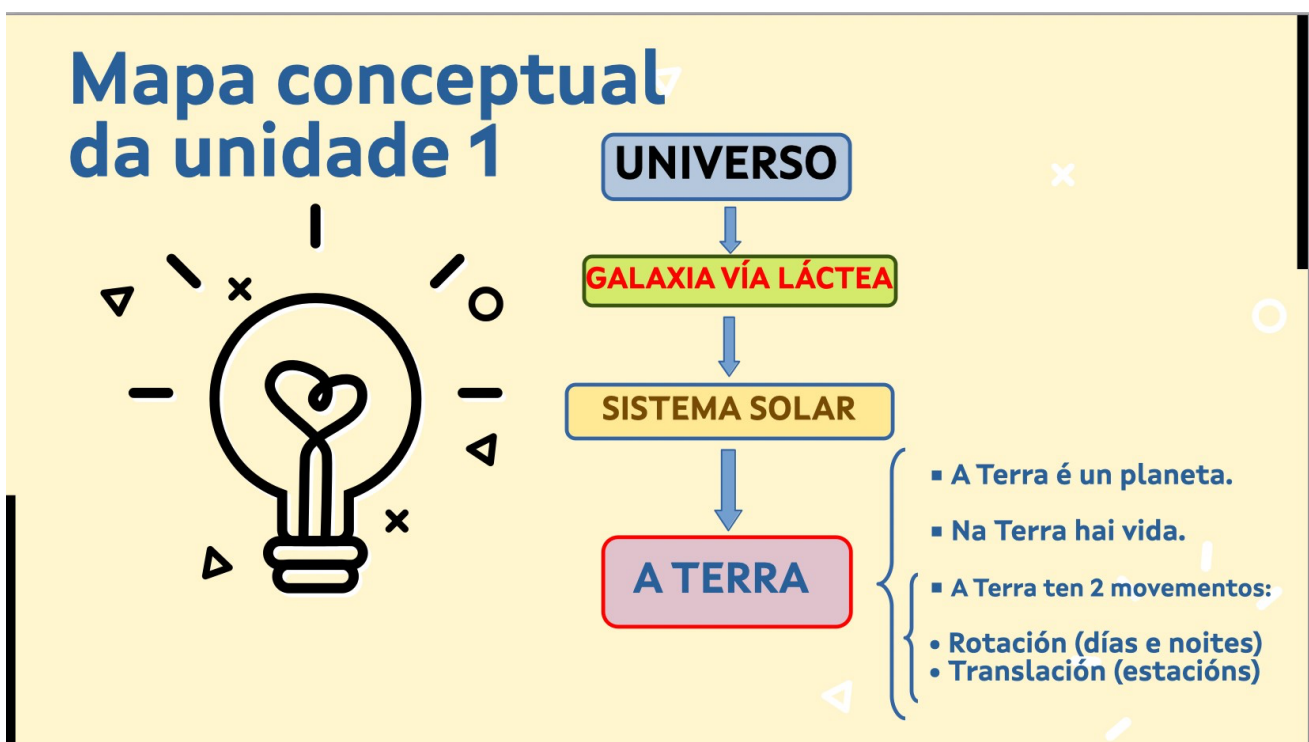 Mapa conceptual
da unidade 1
UNIVERSO
GALAXIA VÍA LÁCTEA
SISTEMA SOLAR
A TERRA
▪ A Terra é un planeta.
▪ Na Terra hai vida.
▪ A Terra ten 2 movementos:
• Rotación (días e noites)
• Translación (estacións)